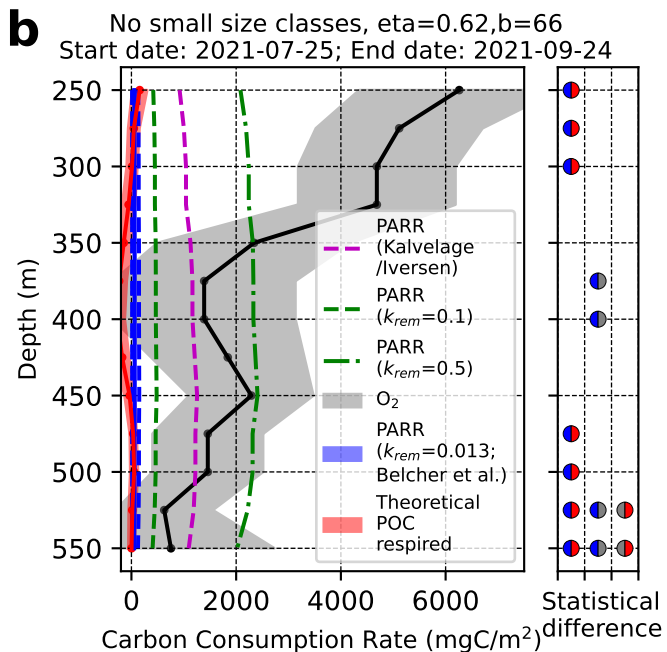 b
No small size classes, eta=0.62,b=66
Start date: 2021-07-25; End date: 2021-09-24
250
300
350
400
450
500
550
Depth (m)
0
2000
4000
6000
Carbon Consumption Rate (mgC/m²)
PARR
(Kalvelage
/Iversen)
PARR
(k_rem=0.1)
PARR
(k_rem=0.5)
O₂
PARR
(k_rem=0.013;
Belcher et al.)
Theoretical
POC
respired
Statistical
difference